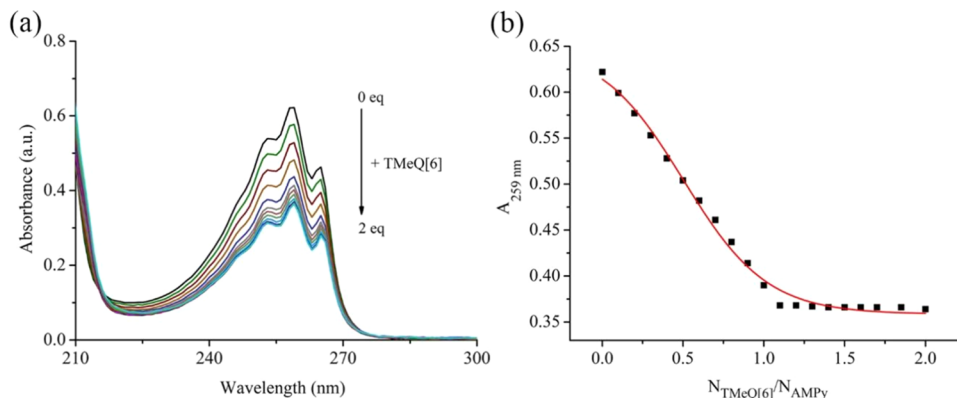 (a)
Absorbance (a.u.)
0.8
0.6
0.4
0.2
0.0
210
240
270
300
Wavelength (nm)
0 eq
+ TMeQ[6]
2 eq
(b)
A259 nm
0.65
0.60
0.55
0.50
0.45
0.40
0.35
0.0
0.5
1.0
1.5
2.0
NTMeQ[6]/NAMPy